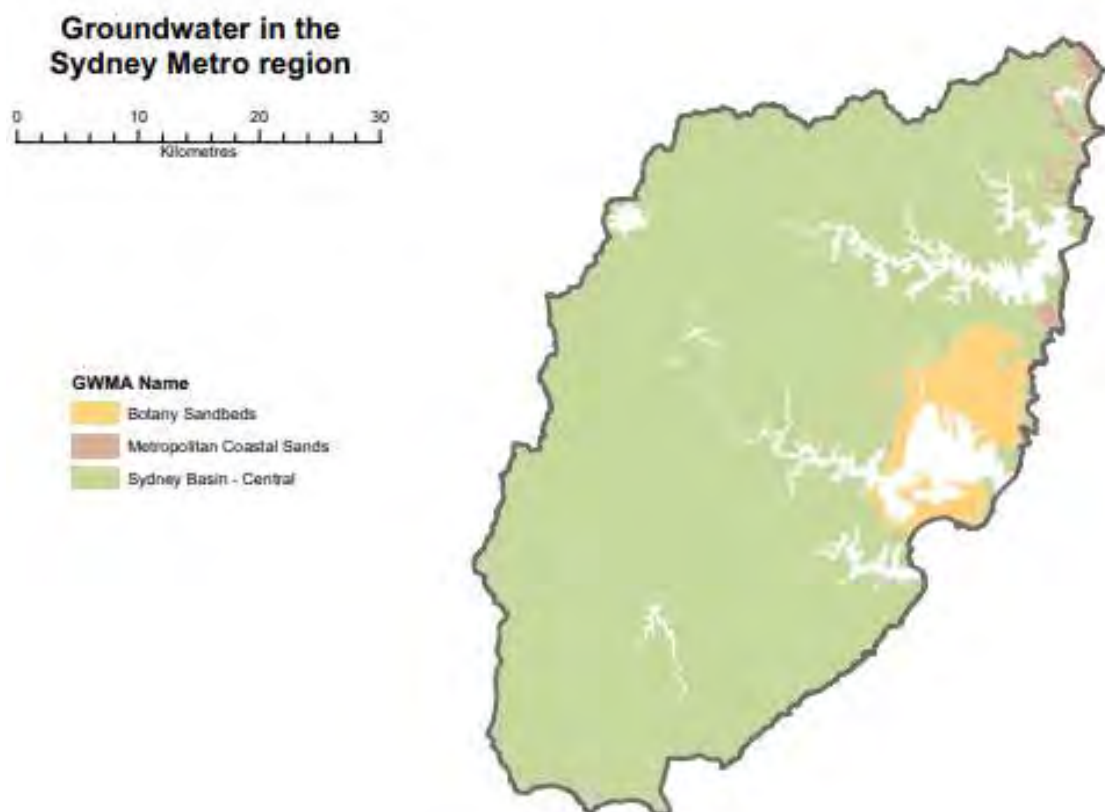 Groundwater in the
Sydney Metro region
0 10 20 30
Kilometres
GWMA Name
Botany Sandbeds
Metropolitan Coastal Sands
Sydney Basin - Central